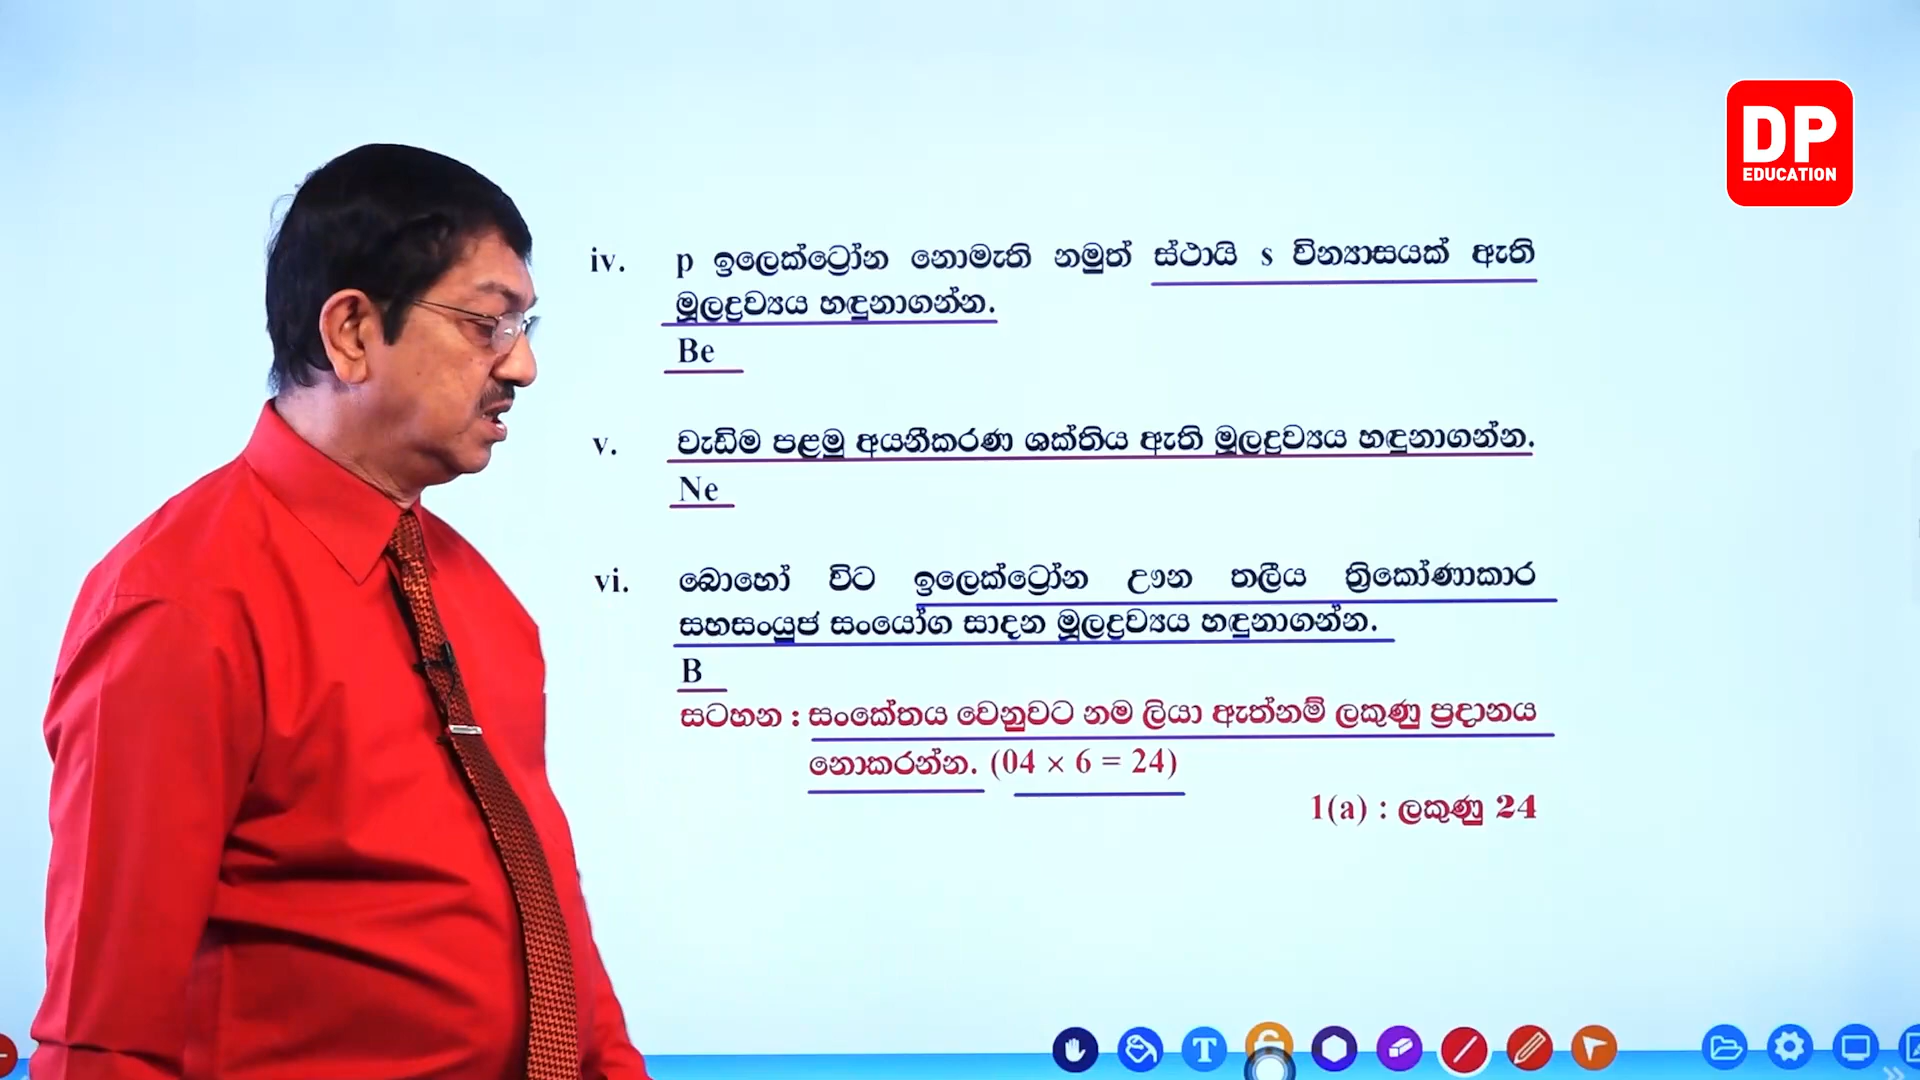 DP
EDUCATION
iv. p ඉලෙක්ට්‍රෝන නොමැති නමුත් ස්ථායි s වින්‍යාසයක් ඇති
මූලද්‍රව්‍යය හඳුනාගන්න.
Be
v. වැඩිම පළමු අයනීකරණ ශක්තිය ඇති මූලද්‍රව්‍යය හඳුනාගන්න.
Ne
vi. බොහෝ විට ඉලෙක්ට්‍රෝන ඌන තලීය ත්‍රිකෝණාකාර
සහසංයුජ සංයෝග සාදන මූලද්‍රව්‍යය හඳුනාගන්න.
B
සටහන : සංකේතය වෙනුවට නම ලියා ඇත්නම් ලකුණු ප්‍රදානය
නොකරන්න. (04 × 6 = 24)
1(a) : ලකුණු 24
T